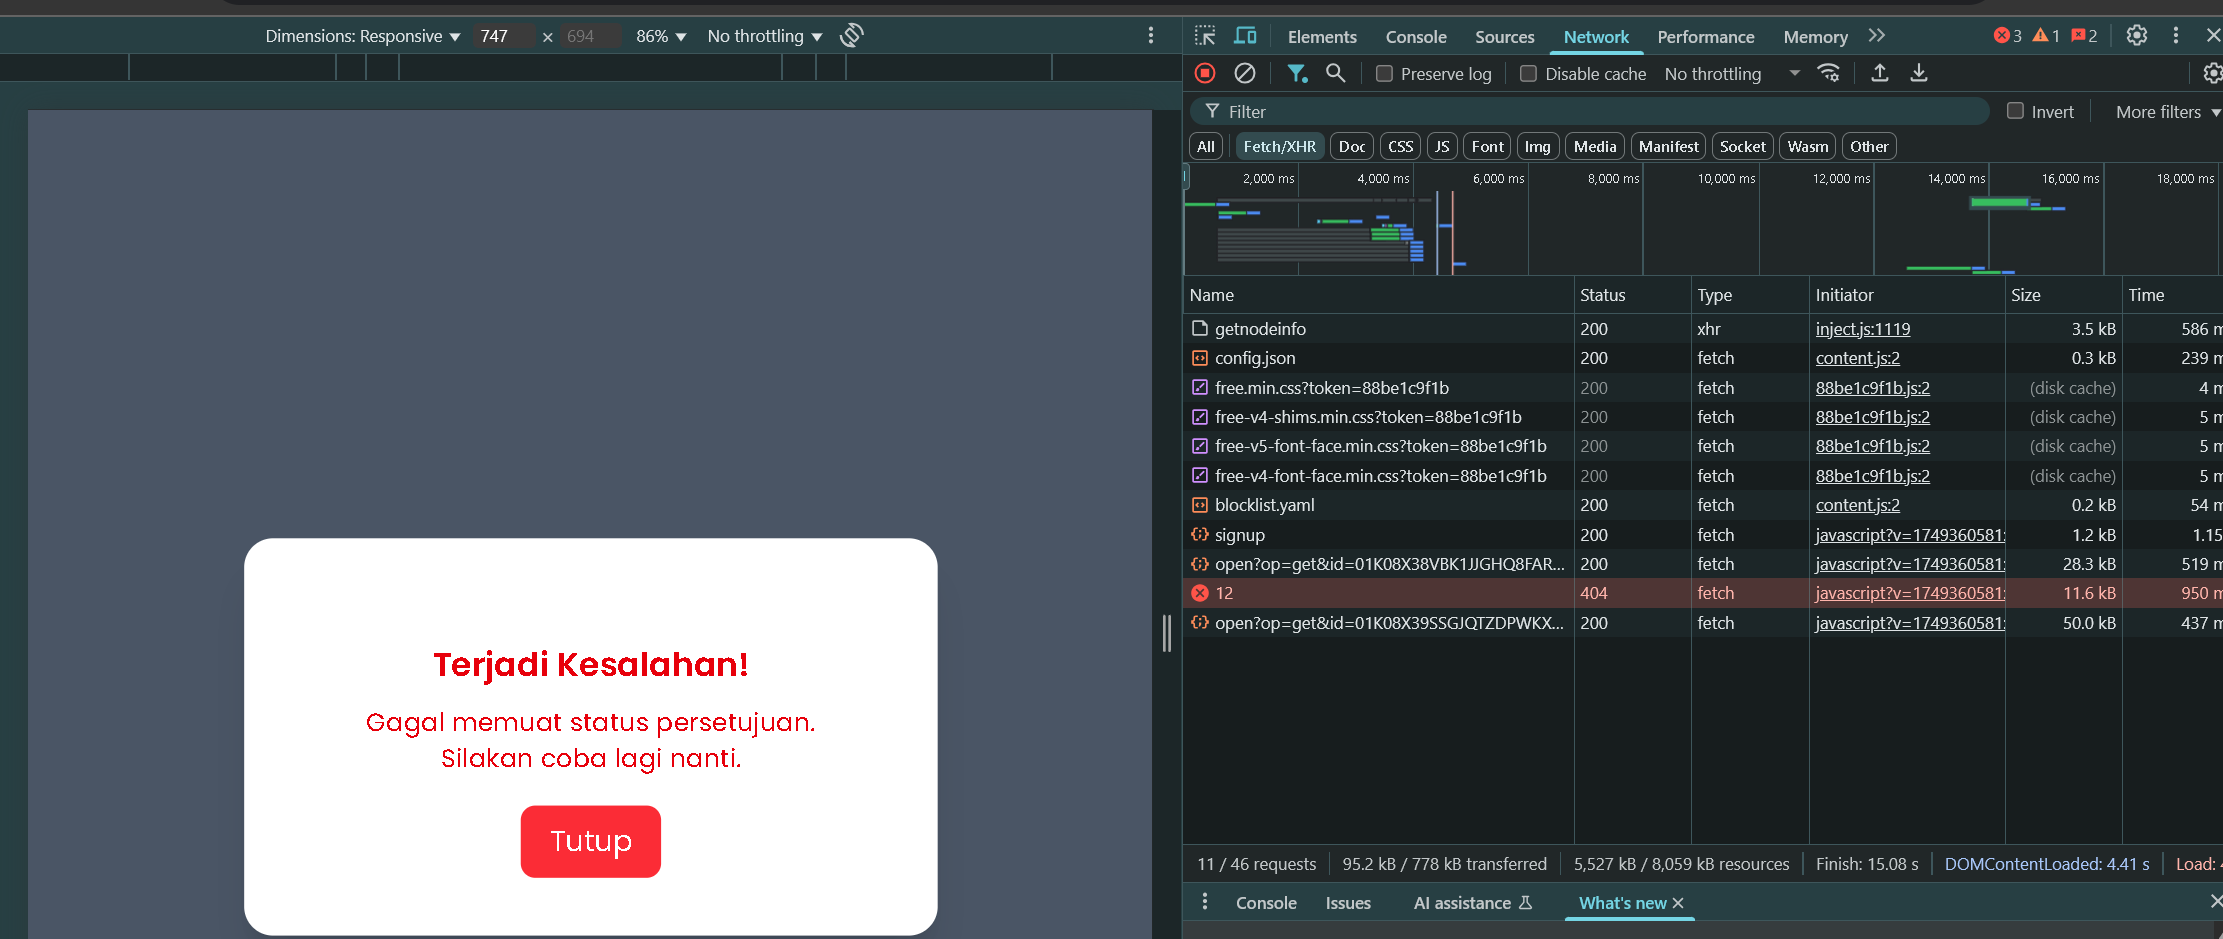 Dimensions: Responsive 747 × 694 86% No throttling
Elements Console Sources Network Performance Memory 3 1 2
Preserve log Disable cache No throttling
Filter Invert More filters
All Fetch/XHR Doc CSS JS Font Img Media Manifest Socket Wasm Other
2,000 ms 4,000 ms 6,000 ms 8,000 ms 10,000 ms 12,000 ms 14,000 ms 16,000 ms 18,000 ms
Name Status Type Initiator Size Time
getnodeinfo 200 xhr inject.js:1119 3.5 kB 586 m
config.json 200 fetch content.js:2 0.3 kB 239 m
free.min.css?token=88be1c9f1b 200 fetch 88be1c9f1b.js:2 (disk cache) 4 m
free-v4-shims.min.css?token=88be1c9f1b 200 fetch 88be1c9f1b.js:2 (disk cache) 5 m
free-v5-font-face.min.css?token=88be1c9f1b 200 fetch 88be1c9f1b.js:2 (disk cache) 5 m
free-v4-font-face.min.css?token=88be1c9f1b 200 fetch 88be1c9f1b.js:2 (disk cache) 5 m
blocklist.yaml 200 fetch content.js:2 0.2 kB 54 m
signup 200 fetch javascript?v=1749360581: 1.2 kB 1.15
open?op=get&id=01K08X38VBK1JJGHQ8FAR... 200 fetch javascript?v=1749360581: 28.3 kB 519 m
12 404 fetch javascript?v=1749360581: 11.6 kB 950 m
open?op=get&id=01K08X39SSGJQTZDPWKX... 200 fetch javascript?v=1749360581: 50.0 kB 437 m
11 / 46 requests 95.2 kB / 778 kB transferred 5,527 kB / 8,059 kB resources Finish: 15.08 s DOMContentLoaded: 4.41 s Load:
Console Issues AI assistance What's new
Terjadi Kesalahan!
Gagal memuat status persetujuan.
Silakan coba lagi nanti.
Tutup